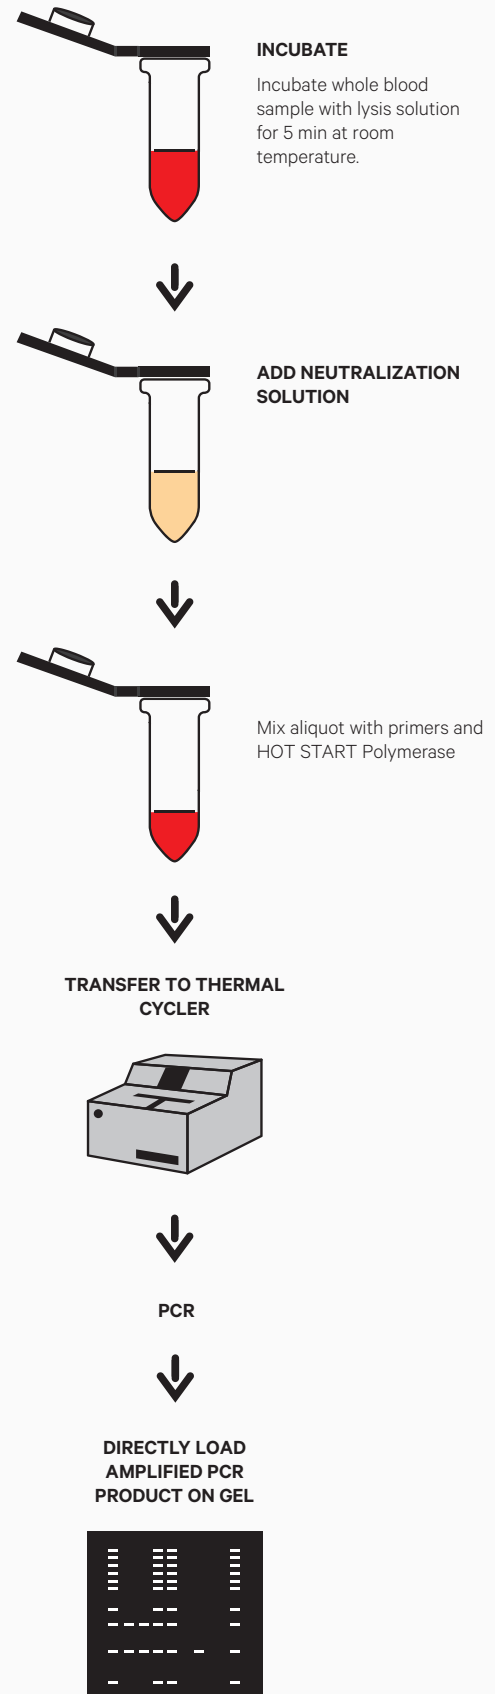 INCUBATE
Incubate whole blood
sample with lysis solution
for 5 min at room
temperature.
ADD NEUTRALIZATION
SOLUTION
Mix aliquot with primers and
HOT START Polymerase
TRANSFER TO THERMAL
CYCLER
PCR
DIRECTLY LOAD
AMPLIFIED PCR
PRODUCT ON GEL